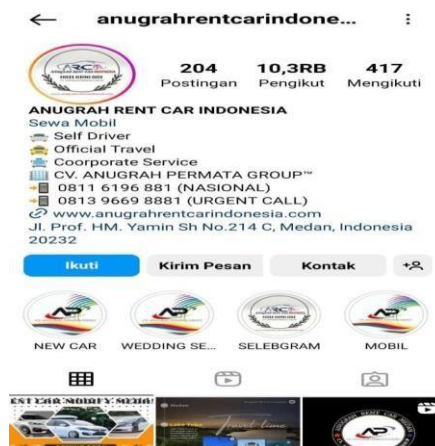 anugrahrentcarindone...
204 10,3RB 417
Postingan Pengikut Mengikuti
ANUGRAH RENT CAR INDONESIA
Sewa Mobil
Self Driver
Official Travel
Coorporate Service
CV. ANUGRAH PERMATA GROUP™
0811 6196 881 (NASIONAL)
0813 9669 8881 (URGENT CALL)
www.anugrahrentcarindonesia.com
Jl. Prof. HM. Yamin Sh No.214 C, Medan, Indonesia
20232
Ikuti Kirim Pesan Kontak
NEW CAR WEDDING SE... SELEBGRAM MOBIL